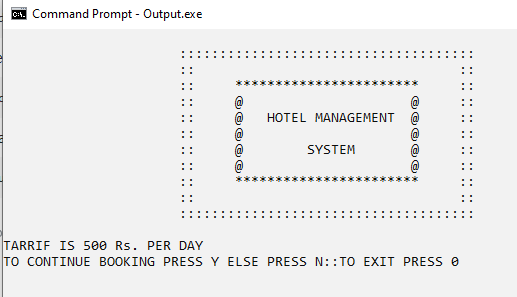 Command Prompt - Output.exe
:::::::::::::::::::::::::::::::::::::
::                                 ::
::     ***********************     ::
::     @                     @     ::
::     @   HOTEL MANAGEMENT  @     ::
::     @                     @     ::
::     @        SYSTEM       @     ::
::     @                     @     ::
::     ***********************     ::
::                                 ::
:::::::::::::::::::::::::::::::::::::
TARRIF IS 500 Rs. PER DAY
TO CONTINUE BOOKING PRESS Y ELSE PRESS N::TO EXIT PRESS 0